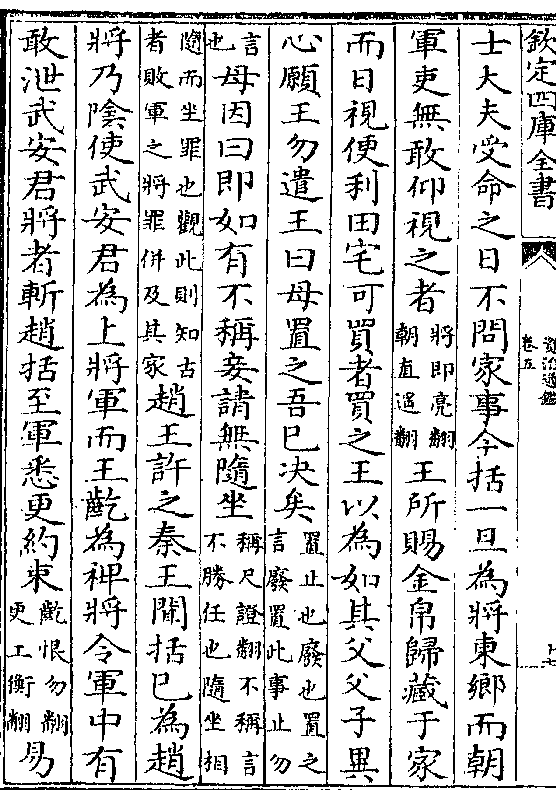 欽定四庫全書
資治通鑑
卷五
士大夫受命之日不問家事今括一旦為將東鄉而朝
軍吏無敢仰視之者將即亮翻朝直遥翻王所賜金帛歸藏于家
而日視便利田宅可買者買之王以為如其父父子異
心願王勿遣王曰母置之吾已决矣置止也廢也置之言廢置此事止勿
言也母因曰即如有不稱妾請無隨坐稱尺證翻不稱言不勝任也隨坐相
隨而坐罪也觀此則知古者敗軍之將罪併及其家趙王許之秦王聞括已為趙
將乃隂使武安君為上將軍而王齕為裨將令軍中有
敢泄武安君將者斬趙括至軍悉更約束齕恨勿翻更工衡翻易